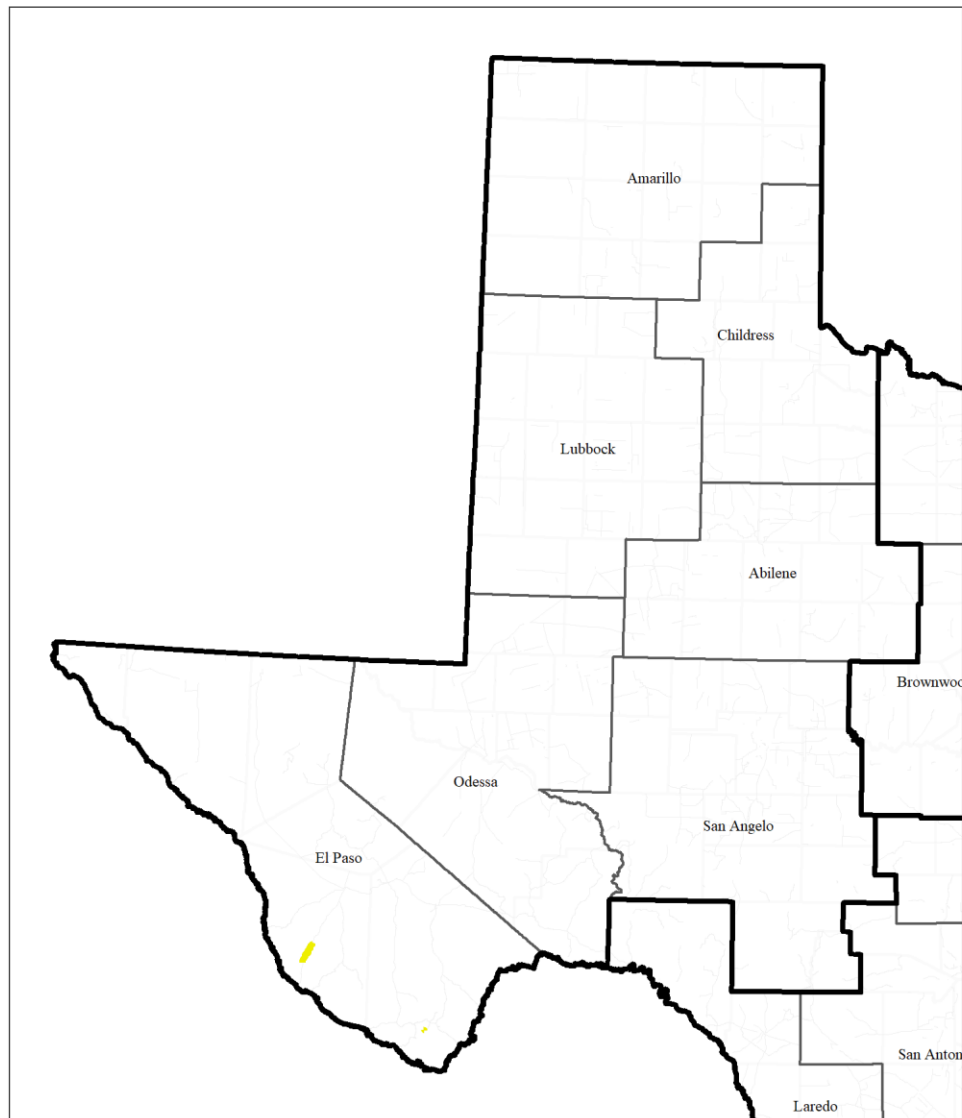 Amarillo
Childress
Lubbock
Abilene
Brownwoo
Odessa
San Angelo
El Paso
San Anton
Laredo